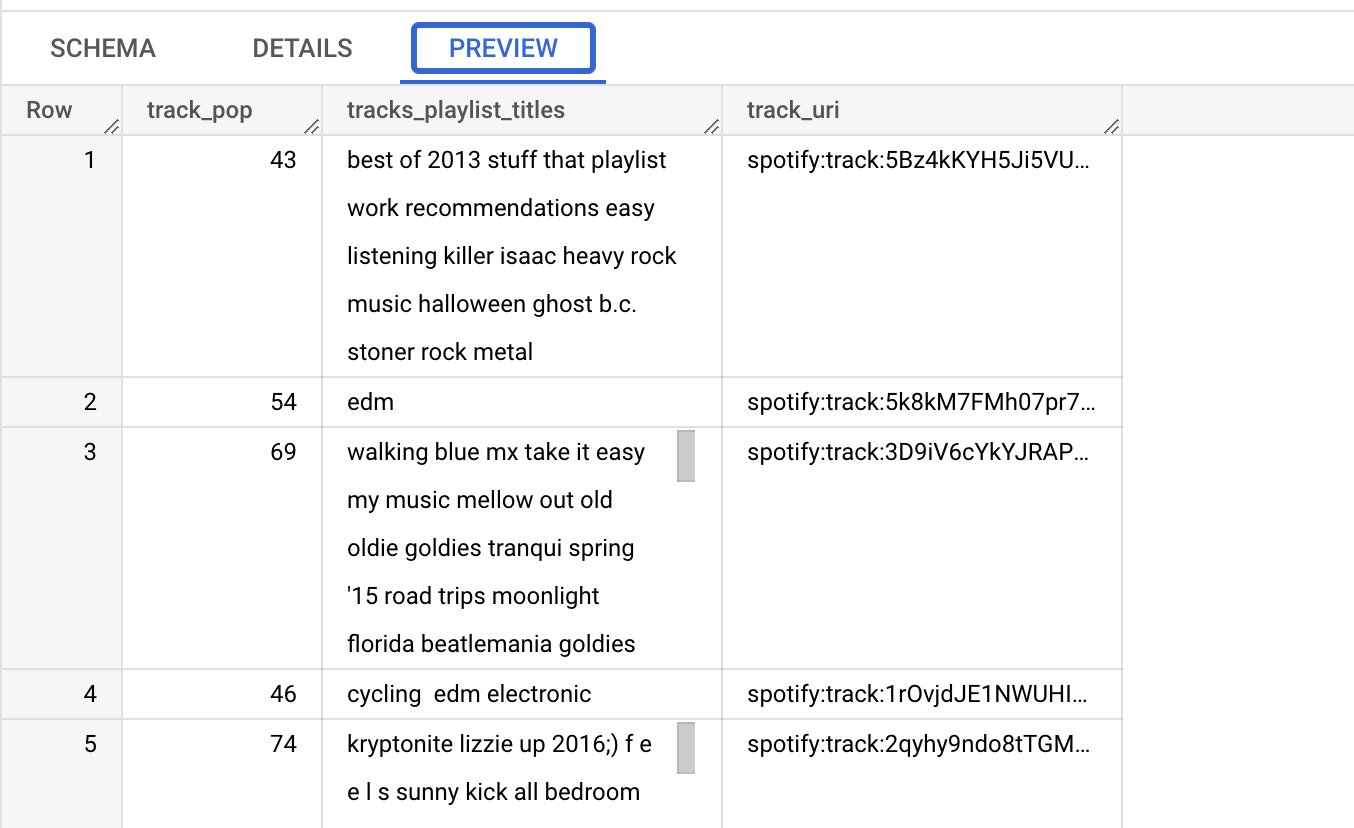 SCHEMA DETAILS PREVIEW
Row track_pop tracks_playlist_titles track_uri
1 43 best of 2013 stuff that playlist spotify:track:5Bz4kKYH5Ji5VU...
work recommendations easy
listening killer isaac heavy rock
music halloween ghost b.c.
stoner rock metal
2 54 edm spotify:track:5k8kM7FMh07pr7...
3 69 walking blue mx take it easy spotify:track:3D9iV6cYkYJRAP...
my music mellow out old
oldie goldies tranqui spring
'15 road trips moonlight
florida beatlemania goldies
4 46 cycling  edm electronic spotify:track:1rOvjdJE1NWUHI...
5 74 kryptonite lizzie up 2016;) f e spotify:track:2qyhy9ndo8tTGM...
e l s sunny kick all bedroom